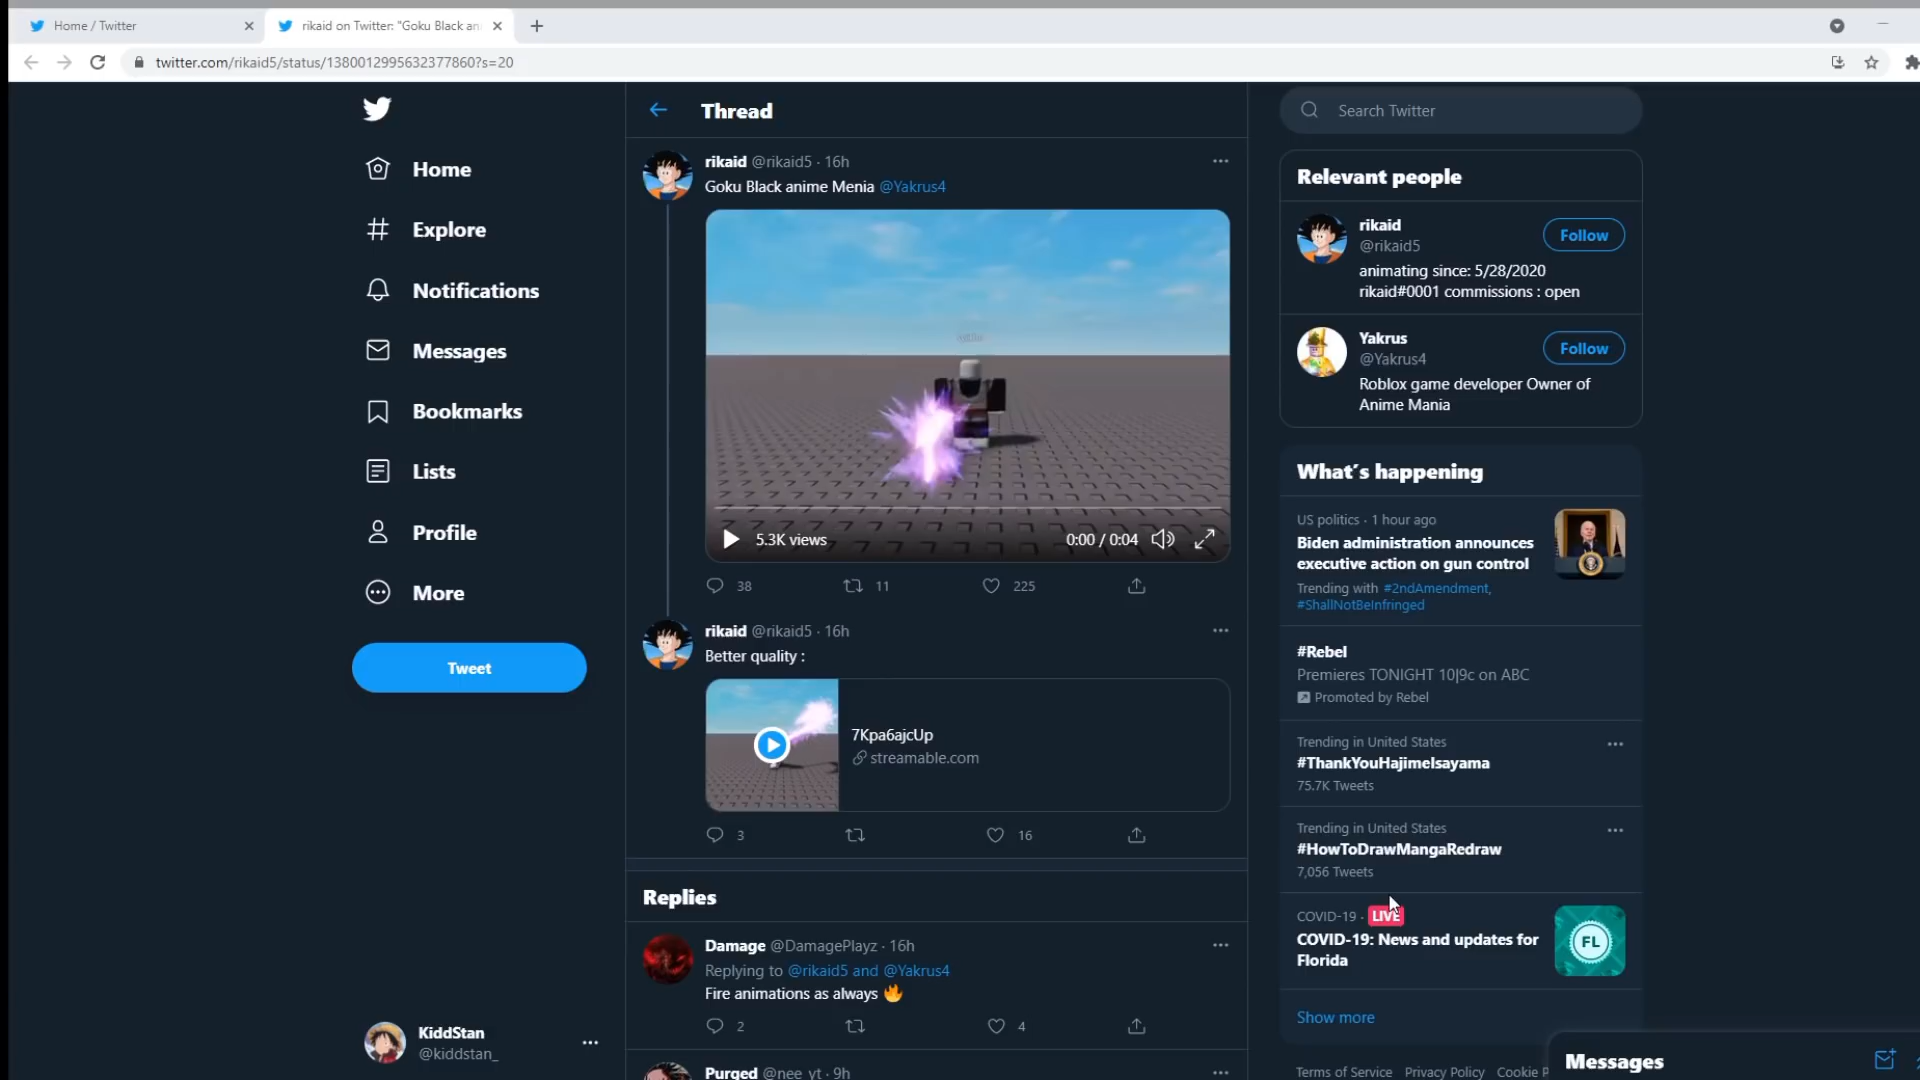 Home / Twitter
rikaid on Twitter: "Goku Black an
twitter.com/rikaid5/status/1380012995632377860?s=20
Home
Explore
Notifications
Messages
Bookmarks
Lists
Profile
More
Tweet
KiddStan
@kiddstan_
Thread
rikaid @rikaid5 · 16h
Goku Black anime Menia @Yakrus4
5.3K views
0:00 / 0:04
38
11
225
rikaid @rikaid5 · 16h
Better quality :
7Kpa6ajcUp
streamable.com
3
16
Replies
Damage @DamagePlayz · 16h
Replying to @rikaid5 and @Yakrus4
Fire animations as always 🔥
2
4
Purged @nee_yt · 9h
Search Twitter
Relevant people
rikaid
@rikaid5
Follow
animating since: 5/28/2020
rikaid#0001 commissions : open
Yakrus
@Yakrus4
Follow
Roblox game developer Owner of
Anime Mania
What's happening
US politics · 1 hour ago
Biden administration announces
executive action on gun control
Trending with #2ndAmendment,
#ShallNotBeInfringed
#Rebel
Premieres TONIGHT 10|9c on ABC
Promoted by Rebel
Trending in United States
#ThankYouHajimeIsayama
75.7K Tweets
Trending in United States
#HowToDrawMangaRedraw
7,056 Tweets
COVID-19 · LIVE
COVID-19: News and updates for
Florida
FL
Show more
Terms of Service Privacy Policy Cookie P
Messages